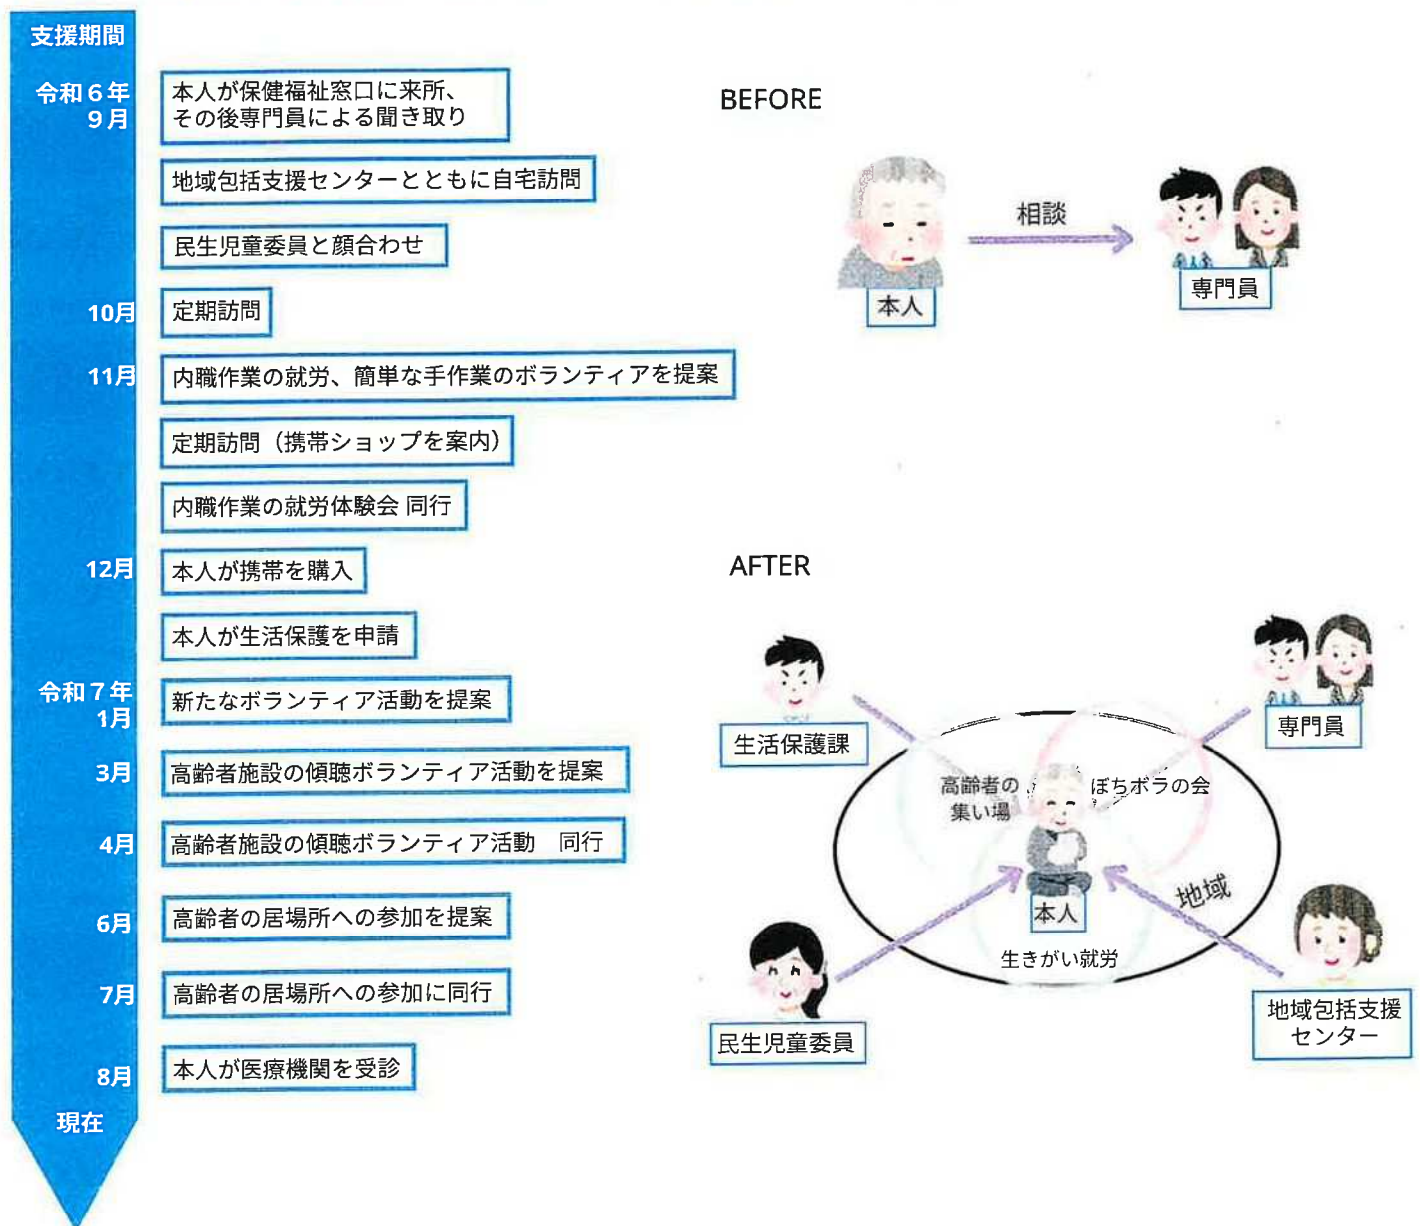 支援期間
令和６年
９月
本人が保健福祉窓口に来所、
その後専門員による聞き取り
地域包括支援センターとともに自宅訪問
民生児童委員と顔合わせ
10月
定期訪問
11月
内職作業の就労、簡単な手作業のボランティアを提案
定期訪問（携帯ショップを案内）
内職作業の就労体験会 同行
12月
本人が携帯を購入
本人が生活保護を申請
令和７年
1月
新たなボランティア活動を提案
3月
高齢者施設の傾聴ボランティア活動を提案
4月
高齢者施設の傾聴ボランティア活動　同行
6月
高齢者の居場所への参加を提案
7月
高齢者の居場所への参加に同行
8月
本人が医療機関を受診
現在
BEFORE
相談
本人
専門員
AFTER
生活保護課
専門員
高齢者の
集い場
ぼちボラの会
本人
地域
生きがい就労
民生児童委員
地域包括支援
センター